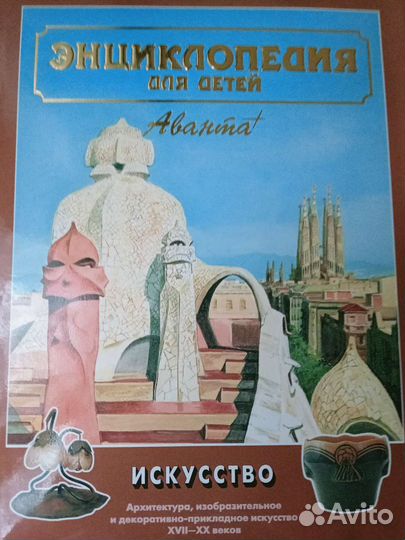 ЭНЦИКЛОПЕДИЯ
ДЛЯ ДЕТЕЙ
Аванта+
ИСКУССТВО
Архитектура, изобразительное
и декоративно-прикладное искусство
XVII—XX веков
Avito